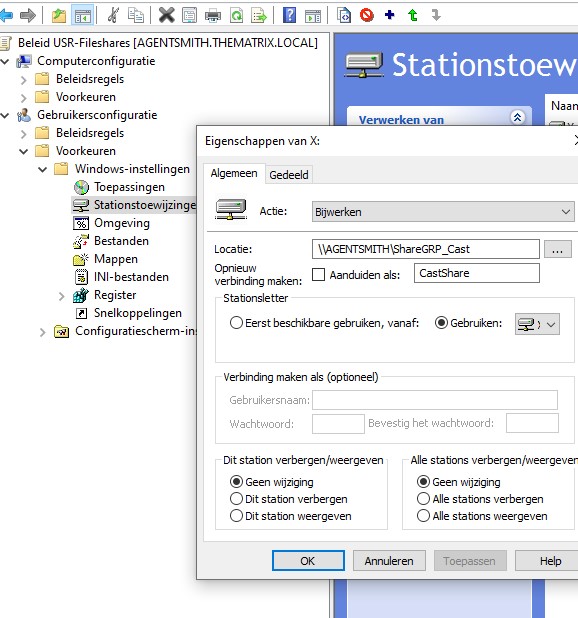 Beleid USR-Fileshares [AGENTSMITH.THEMATRIX.LOCAL]
Computerconfiguratie
Beleidsregels
Voorkeuren
Gebruikersconfiguratie
Beleidsregels
Voorkeuren
Windows-instellingen
Toepassingen
Stationstoewijzinge
Omgeving
Bestanden
Mappen
INI-bestanden
Register
Snelkoppelingen
Configuratiescherm-ins
Stationstoewi
Verwerken van
Naan
Eigenschappen van X:
Algemeen Gedeeld
Actie: Bijwerken
Locatie: \\AGENTSMITH\ShareGRP_Cast ...
Opnieuw
verbinding maken: Aanduiden als: CastShare
Stationsletter
Eerst beschikbare gebruiken, vanaf: Gebruiken:
Verbinding maken als (optioneel)
Gebruikersnaam:
Wachtwoord: Bevestig het wachtwoord:
Dit station verbergen/weergeven Alle stations verbergen/weergeven
Geen wijziging Geen wijziging
Dit station verbergen Alle stations verbergen
Dit station weergeven Alle stations weergeven
OK Annuleren Toepassen Help